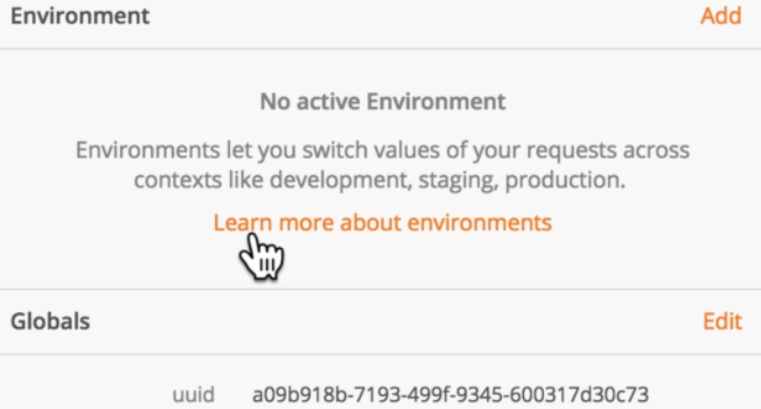 Environment Add
No active Environment
Environments let you switch values of your requests across
contexts like development, staging, production.
Learn more about environments
Globals Edit
uuid a09b918b-7193-499f-9345-600317d30c73